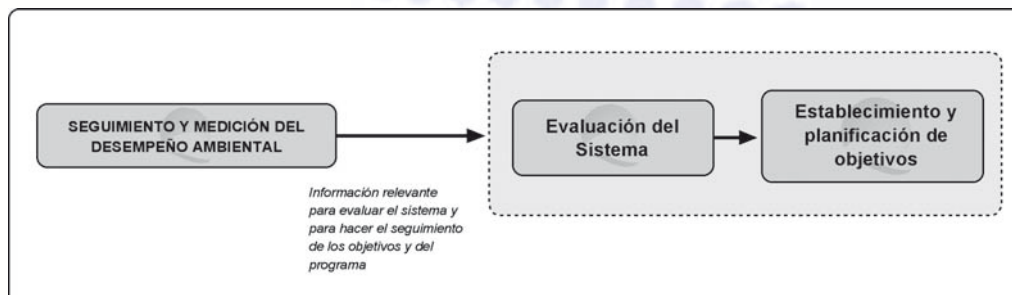 SEGUIMIENTO Y MEDICIÓN DEL
DESEMPEÑO AMBIENTAL
Información relevante
para evaluar el sistema y
para hacer el seguimiento
de los objetivos y del
programa
Evaluación del
Sistema
Establecimiento y
planificación de
objetivos